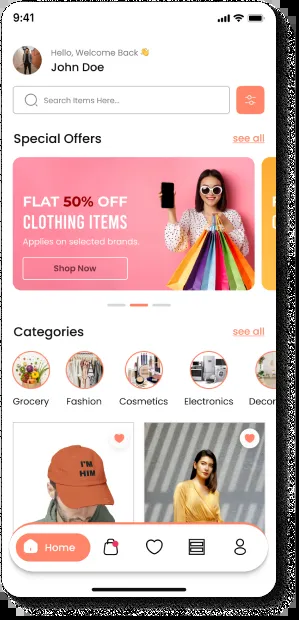 9:41
Hello, Welcome Back 👋
John Doe
Search Items Here...
Special Offers
see all
FLAT 50% OFF
CLOTHING ITEMS
Applies on selected brands.
Shop Now
Categories
see all
Grocery
Fashion
Cosmetics
Electronics
Decor
I'M
HIM
Home